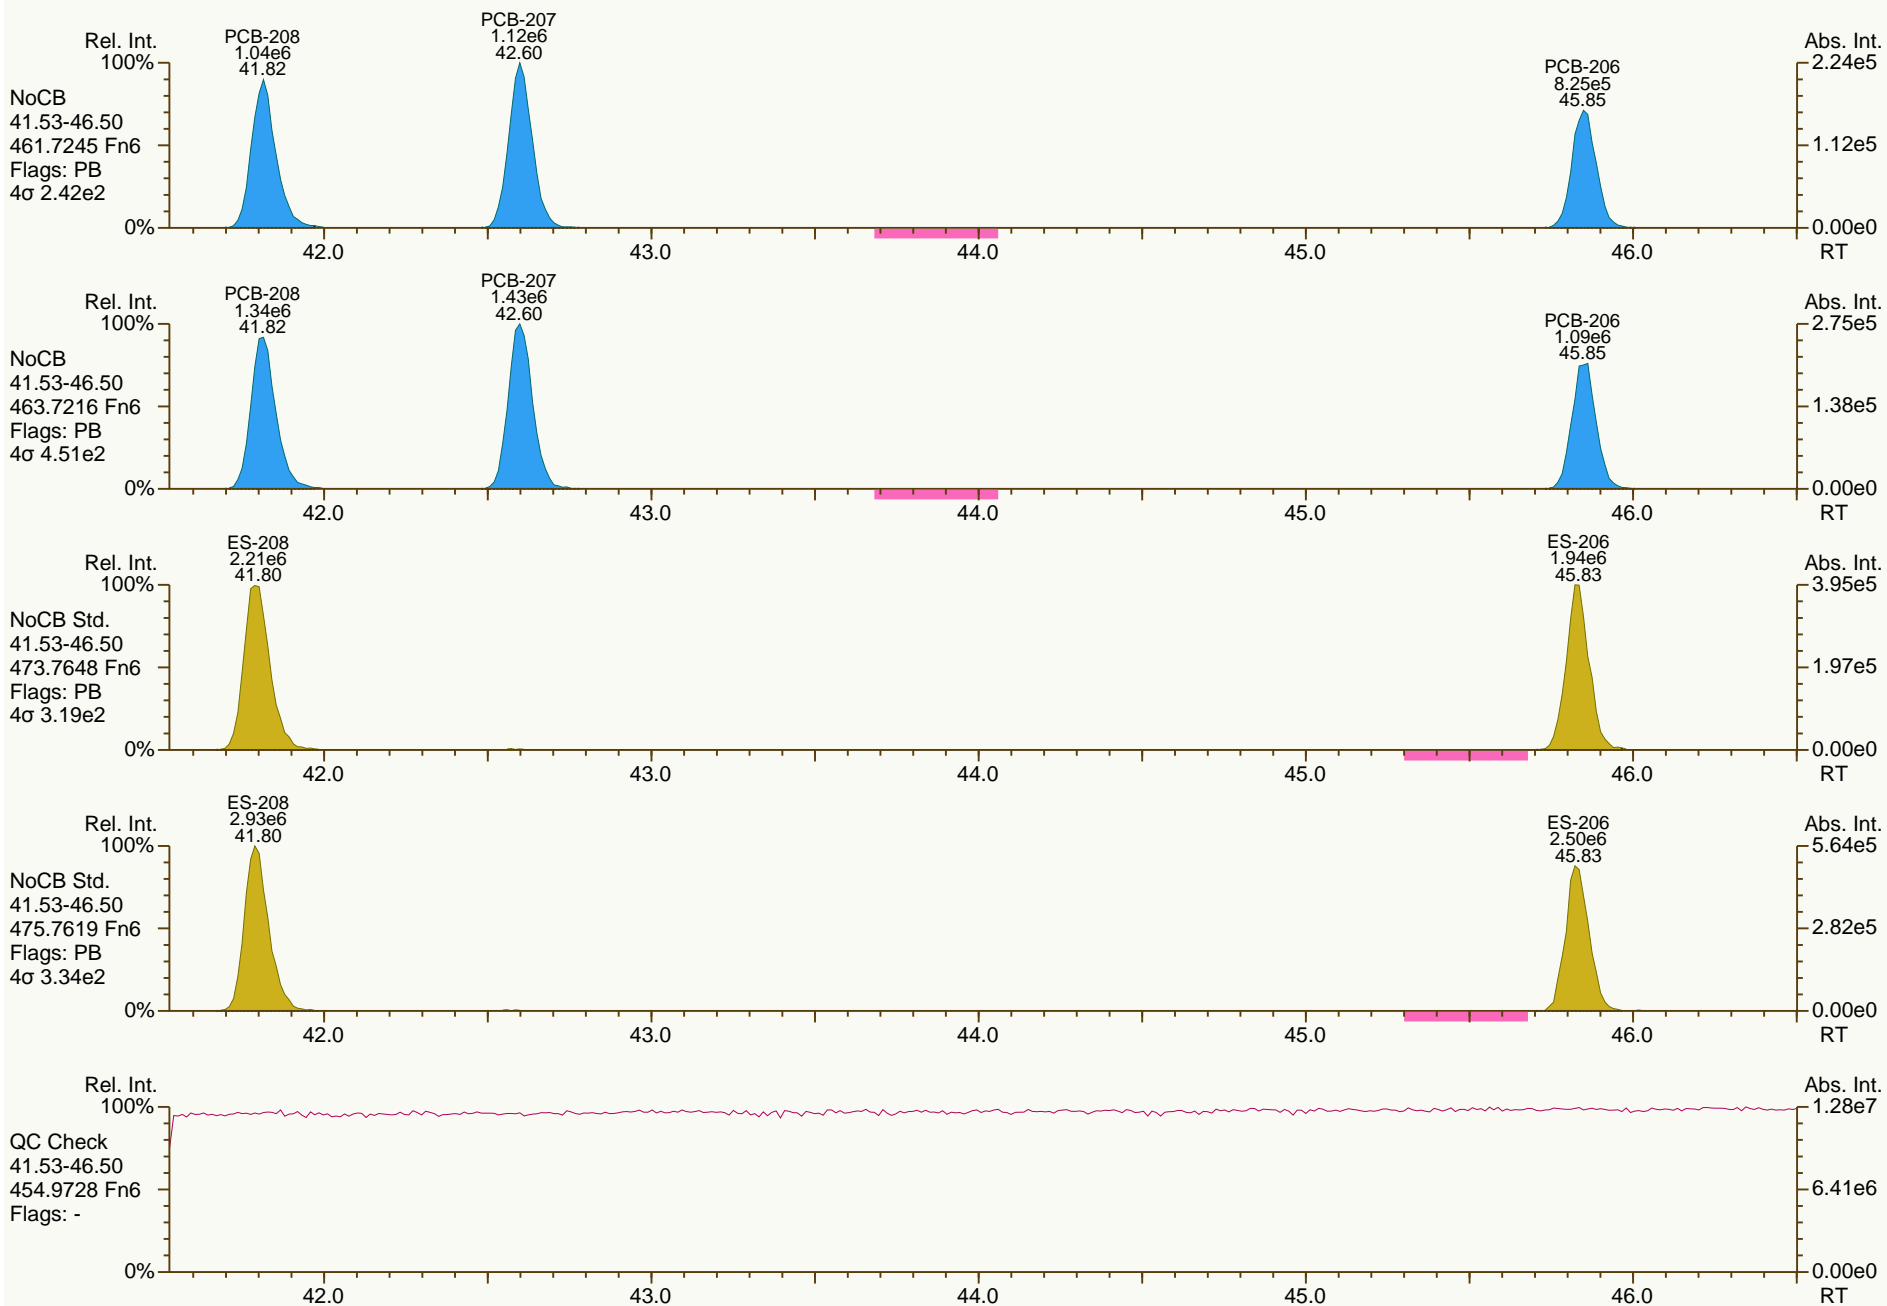 Rel. Int.
100%
0%
NoCB
41.53-46.50
461.7245 Fn6
Flags: PB
4σ 2.42e2
PCB-208
1.04e6
41.82
PCB-207
1.12e6
42.60
PCB-206
8.25e5
45.85
Abs. Int.
2.24e5
1.12e5
0.00e0
42.0 43.0 44.0 45.0 46.0 RT
Rel. Int.
100%
0%
NoCB
41.53-46.50
463.7216 Fn6
Flags: PB
4σ 4.51e2
PCB-208
1.34e6
41.82
PCB-207
1.43e6
42.60
PCB-206
1.09e6
45.85
Abs. Int.
2.75e5
1.38e5
0.00e0
42.0 43.0 44.0 45.0 46.0 RT
Rel. Int.
100%
0%
NoCB Std.
41.53-46.50
473.7648 Fn6
Flags: PB
4σ 3.19e2
ES-208
2.21e6
41.80
ES-206
1.94e6
45.83
Abs. Int.
3.95e5
1.97e5
0.00e0
42.0 43.0 44.0 45.0 46.0 RT
Rel. Int.
100%
0%
NoCB Std.
41.53-46.50
475.7619 Fn6
Flags: PB
4σ 3.34e2
ES-208
2.93e6
41.80
ES-206
2.50e6
45.83
Abs. Int.
5.64e5
2.82e5
0.00e0
42.0 43.0 44.0 45.0 46.0 RT
Rel. Int.
100%
0%
QC Check
41.53-46.50
454.9728 Fn6
Flags: -
Abs. Int.
1.28e7
6.41e6
0.00e0
42.0 43.0 44.0 45.0 46.0 RT